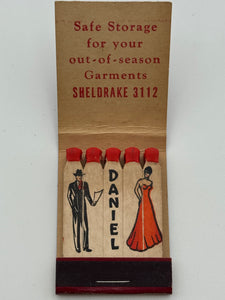 Safe Storage
for your
out-of-season
Garments
SHELDRAKE 3112
DANIEL